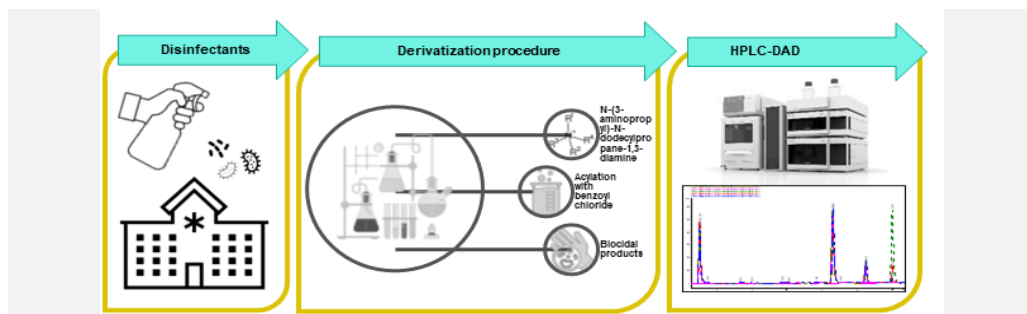 Disinfectants
Derivatization procedure
HPLC-DAD
N-(3-
aminoprop
yl)-N-
dodecylpro
pane-1,3-
diamine
Acylation
with
benzoyl
chloride
Biocidal
products